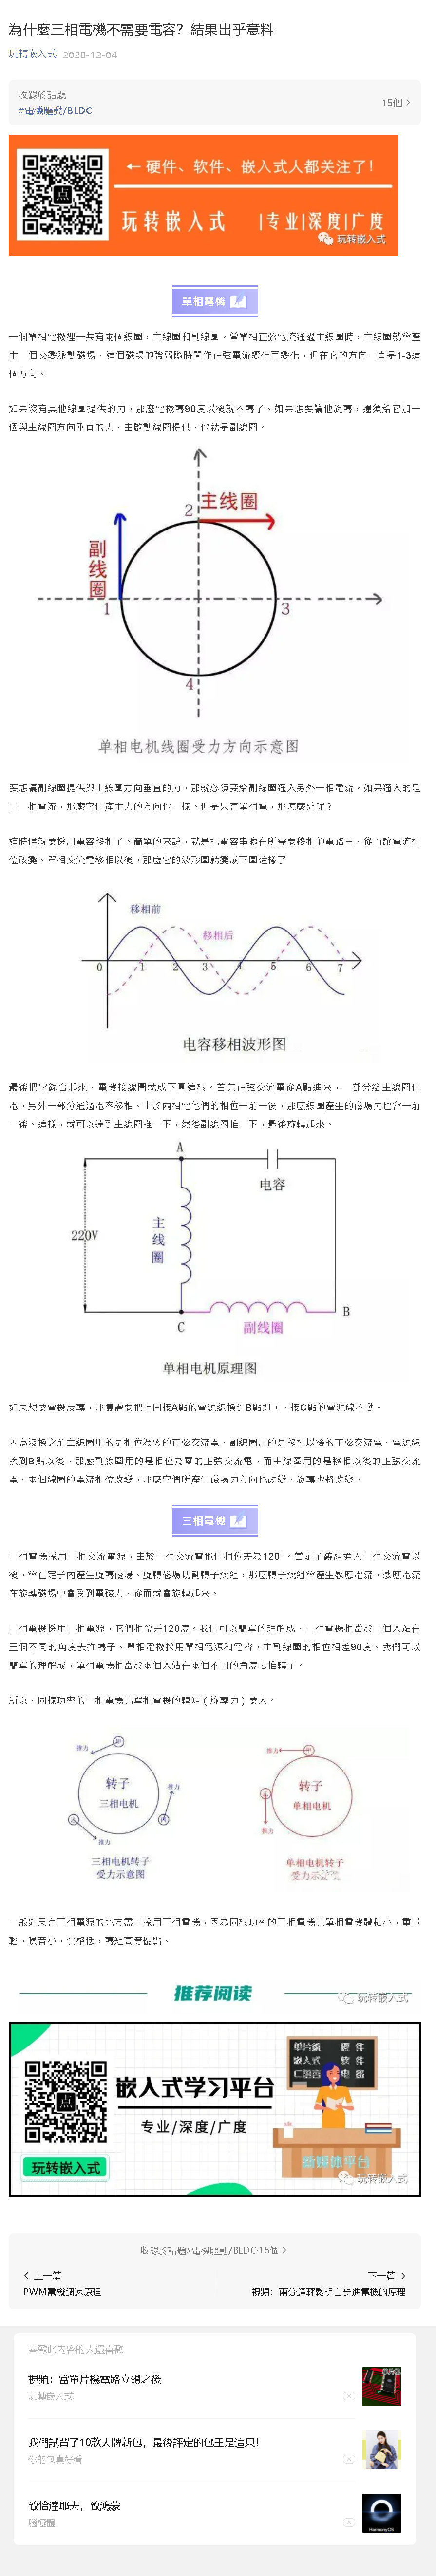 為什麼三相電機不需要電容？結果出乎意料
玩轉嵌入式 2020-12-04
收錄於話題
#電機驅動/BLDC
15個 >
← 硬件、软件、嵌入式人都关注了！
玩转嵌入式 |专业|深度|广度
玩转嵌入式
單相電機
一個單相電機裡一共有兩個線圈，主線圈和副線圈。當單相正弦電流通過主線圈時，主線圈就會產
生一個交變脈動磁場，這個磁場的強弱隨時間作正弦電流變化而變化，但在它的方向一直是1-3這
個方向。
如果沒有其他線圈提供的力，那麼電機轉90度以後就不轉了。如果想要讓他旋轉，還須給它加一
個與主線圈方向垂直的力，由啟動線圈提供，也就是副線圈。
主线圈
副线圈
2
1
3
4
单相电机线圈受力方向示意图
要想讓副線圈提供與主線圈方向垂直的力，那就必須要給副線圈通入另外一相電流。如果通入的是
同一相電流，那麼它們產生力的方向也一樣。但是只有單相電，那怎麼辦呢？
這時候就要採用電容移相了。簡單的來說，就是把電容串聯在所需要移相的電路里，從而讓電流相
位改變。單相交流電移相以後，那麼它的波形圖就變成下圖這樣了
移相前
移相后
0 1 2 3 4 5 6 7
电容移相波形图
最後把它綜合起來，電機接線圖就成下圖這樣。首先正弦交流電從A點進來，一部分給主線圈供
電，另外一部分通過電容移相。由於兩相電他們的相位一前一後，那麼線圈產生的磁場力也會一前
一後。這樣，就可以達到主線圈推一下，然後副線圈推一下，最後旋轉起來。
A
电容
220V
主线圈
C
副线圈
B
单相电机原理图
如果想要電機反轉，那隻需要把上圖接A點的電源線換到B點即可，接C點的電源線不動。
因為沒換之前主線圈用的是相位為零的正弦交流電、副線圈用的是移相以後的正弦交流電。電源線
換到B點以後，那麼副線圈用的是相位為零的正弦交流電，而主線圈用的是移相以後的正弦交流
電。兩個線圈的電流相位改變，那麼它們所產生磁場力方向也改變、旋轉也將改變。
三相電機
三相電機採用三相交流電源，由於三相交流電他們相位差為120°。當定子繞組通入三相交流電以
後，會在定子內產生旋轉磁場。旋轉磁場切割轉子繞組，那麼轉子繞組會產生感應電流，感應電流
在旋轉磁場中會受到電磁力，從而就會旋轉起來。
三相電機採用三相電源，它們相位差120度。我們可以簡單的理解成，三相電機相當於三個人站在
三個不同的角度去推轉子。單相電機採用單相電源和電容，主副線圈的相位相差90度。我們可以
簡單的理解成，單相電機相當於兩個人站在兩個不同的角度去推轉子。
所以，同樣功率的三相電機比單相電機的轉矩（旋轉力）要大。
推力
推力
推力
转子
三相电机
三相电机转子
受力示意图
推力
推力
转子
单相电机
单相电机转子
受力示意图
一般如果有三相電源的地方盡量採用三相電機，因為同樣功率的三相電機比單相電機體積小，重量
輕，噪音小，價格低，轉矩高等優點。
推荐阅读
玩转嵌入式
嵌入式学习平台
专业/深度/广度
玩转嵌入式
单片机 硬件
嵌入式 软件
C语言 电器
全媒体平台
玩转嵌入式
收錄於話題#電機驅動/BLDC·15個 >
< 上一篇
PWM電機調速原理
下一篇 >
視頻：兩分鐘輕鬆明白步進電機的原理
喜歡此內容的人還喜歡
視頻：當單片機電路立體之後
玩轉嵌入式
我們試背了10款大牌新包，最後評定的包王是這只！
你的包真好看
致恰達耶夫，致鴻蒙
腦極體
HarmonyOS